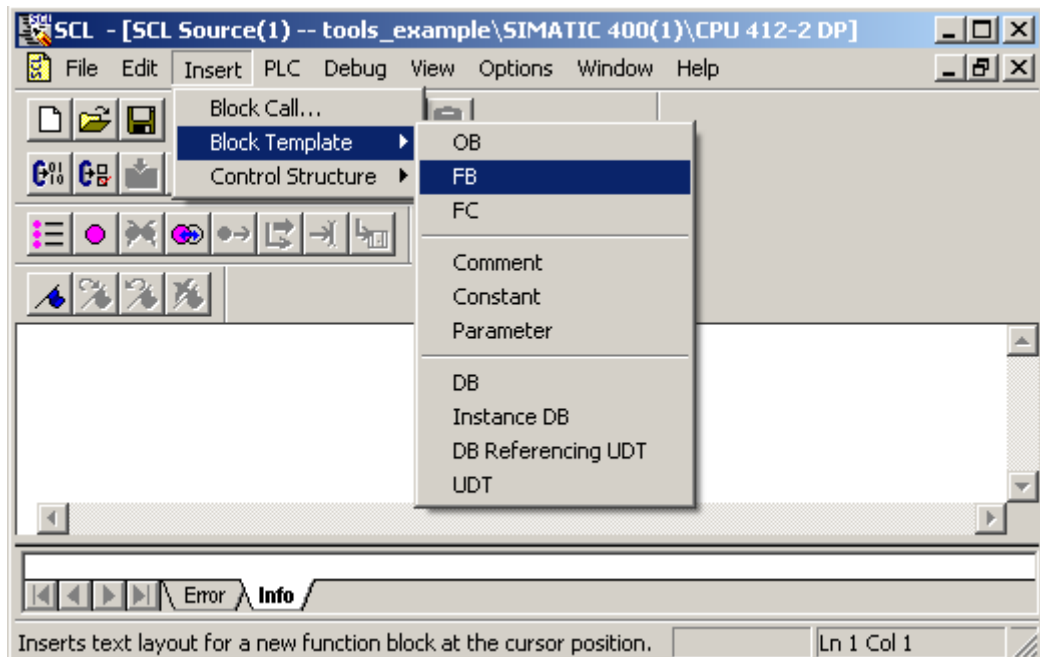 SCL - [SCL Source(1) -- tools_example\SIMATIC 400(1)\CPU 412-2 DP]
File Edit Insert PLC Debug View Options Window Help
Block Call...
Block Template
Control Structure
OB
FB
FC
Comment
Constant
Parameter
DB
Instance DB
DB Referencing UDT
UDT
Error Info
Inserts text layout for a new function block at the cursor position. Ln 1 Col 1